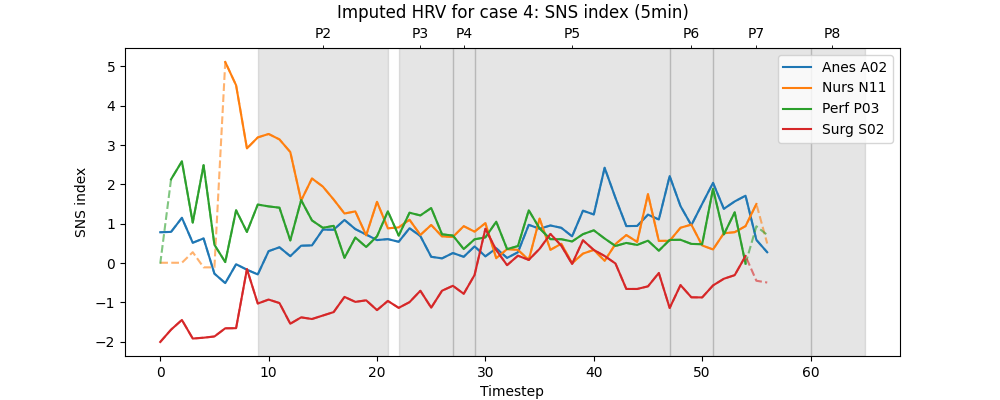 Imputed HRV for case 4: SNS index (5min)
P2 P3 P4 P5 P6 P7 P8
Anes A02
Nurs N11
Perf P03
Surg S02
SNS index
5
4
3
2
1
0
−1
−2
0 10 20 30 40 50 60
Timestep